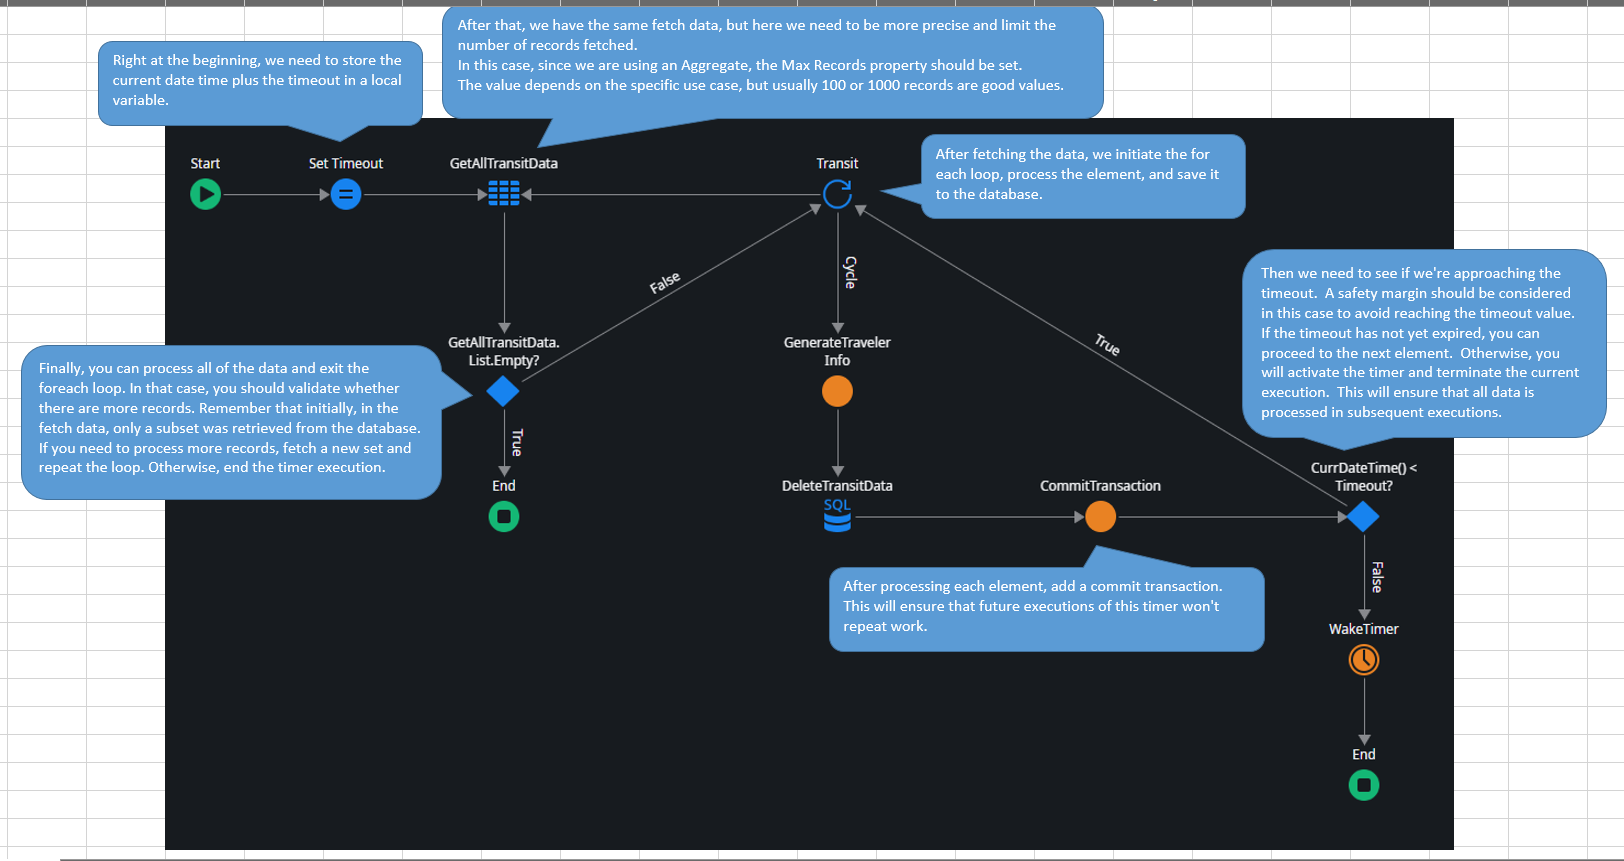 After that, we have the same fetch data, but here we need to be more precise and limit the
number of records fetched.
In this case, since we are using an Aggregate, the Max Records property should be set.
The value depends on the specific use case, but usually 100 or 1000 records are good values.
Right at the beginning, we need to store the
current date time plus the timeout in a local
variable.
Start
Set Timeout
GetAllTransitData
Transit
After fetching the data, we initiate the for
each loop, process the element, and save it
to the database.
False
Cycle
True
Then we need to see if we're approaching the
timeout.  A safety margin should be considered
in this case to avoid reaching the timeout value.
If the timeout has not yet expired, you can
proceed to the next element.  Otherwise, you
will activate the timer and terminate the current
execution.  This will ensure that all data is
processed in subsequent executions.
GetAllTransitData.
List.Empty?
GenerateTraveler
Info
Finally, you can process all of the data and exit the
foreach loop. In that case, you should validate whether
there are more records. Remember that initially, in the
fetch data, only a subset was retrieved from the database.
If you need to process more records, fetch a new set and
repeat the loop. Otherwise, end the timer execution.
True
End
DeleteTransitData
SQL
CommitTransaction
CurrDateTime() <
Timeout?
After processing each element, add a commit transaction.
This will ensure that future executions of this timer won't
repeat work.
False
WakeTimer
End